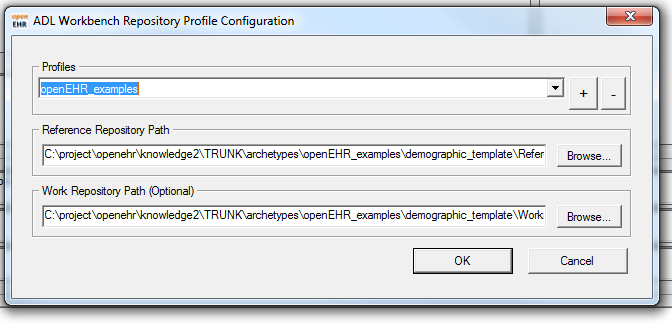 open
EHR
ADL Workbench Repository Profile Configuration
Profiles
openEHR_examples
+
-
Reference Repository Path
C:\project\openehr\knowledge2\TRUNK\archetypes\openEHR_examples\demographic_template\Refer
Browse...
Work Repository Path (Optional)
C:\project\openehr\knowledge2\TRUNK\archetypes\openEHR_examples\demographic_template\Work
Browse...
OK
Cancel